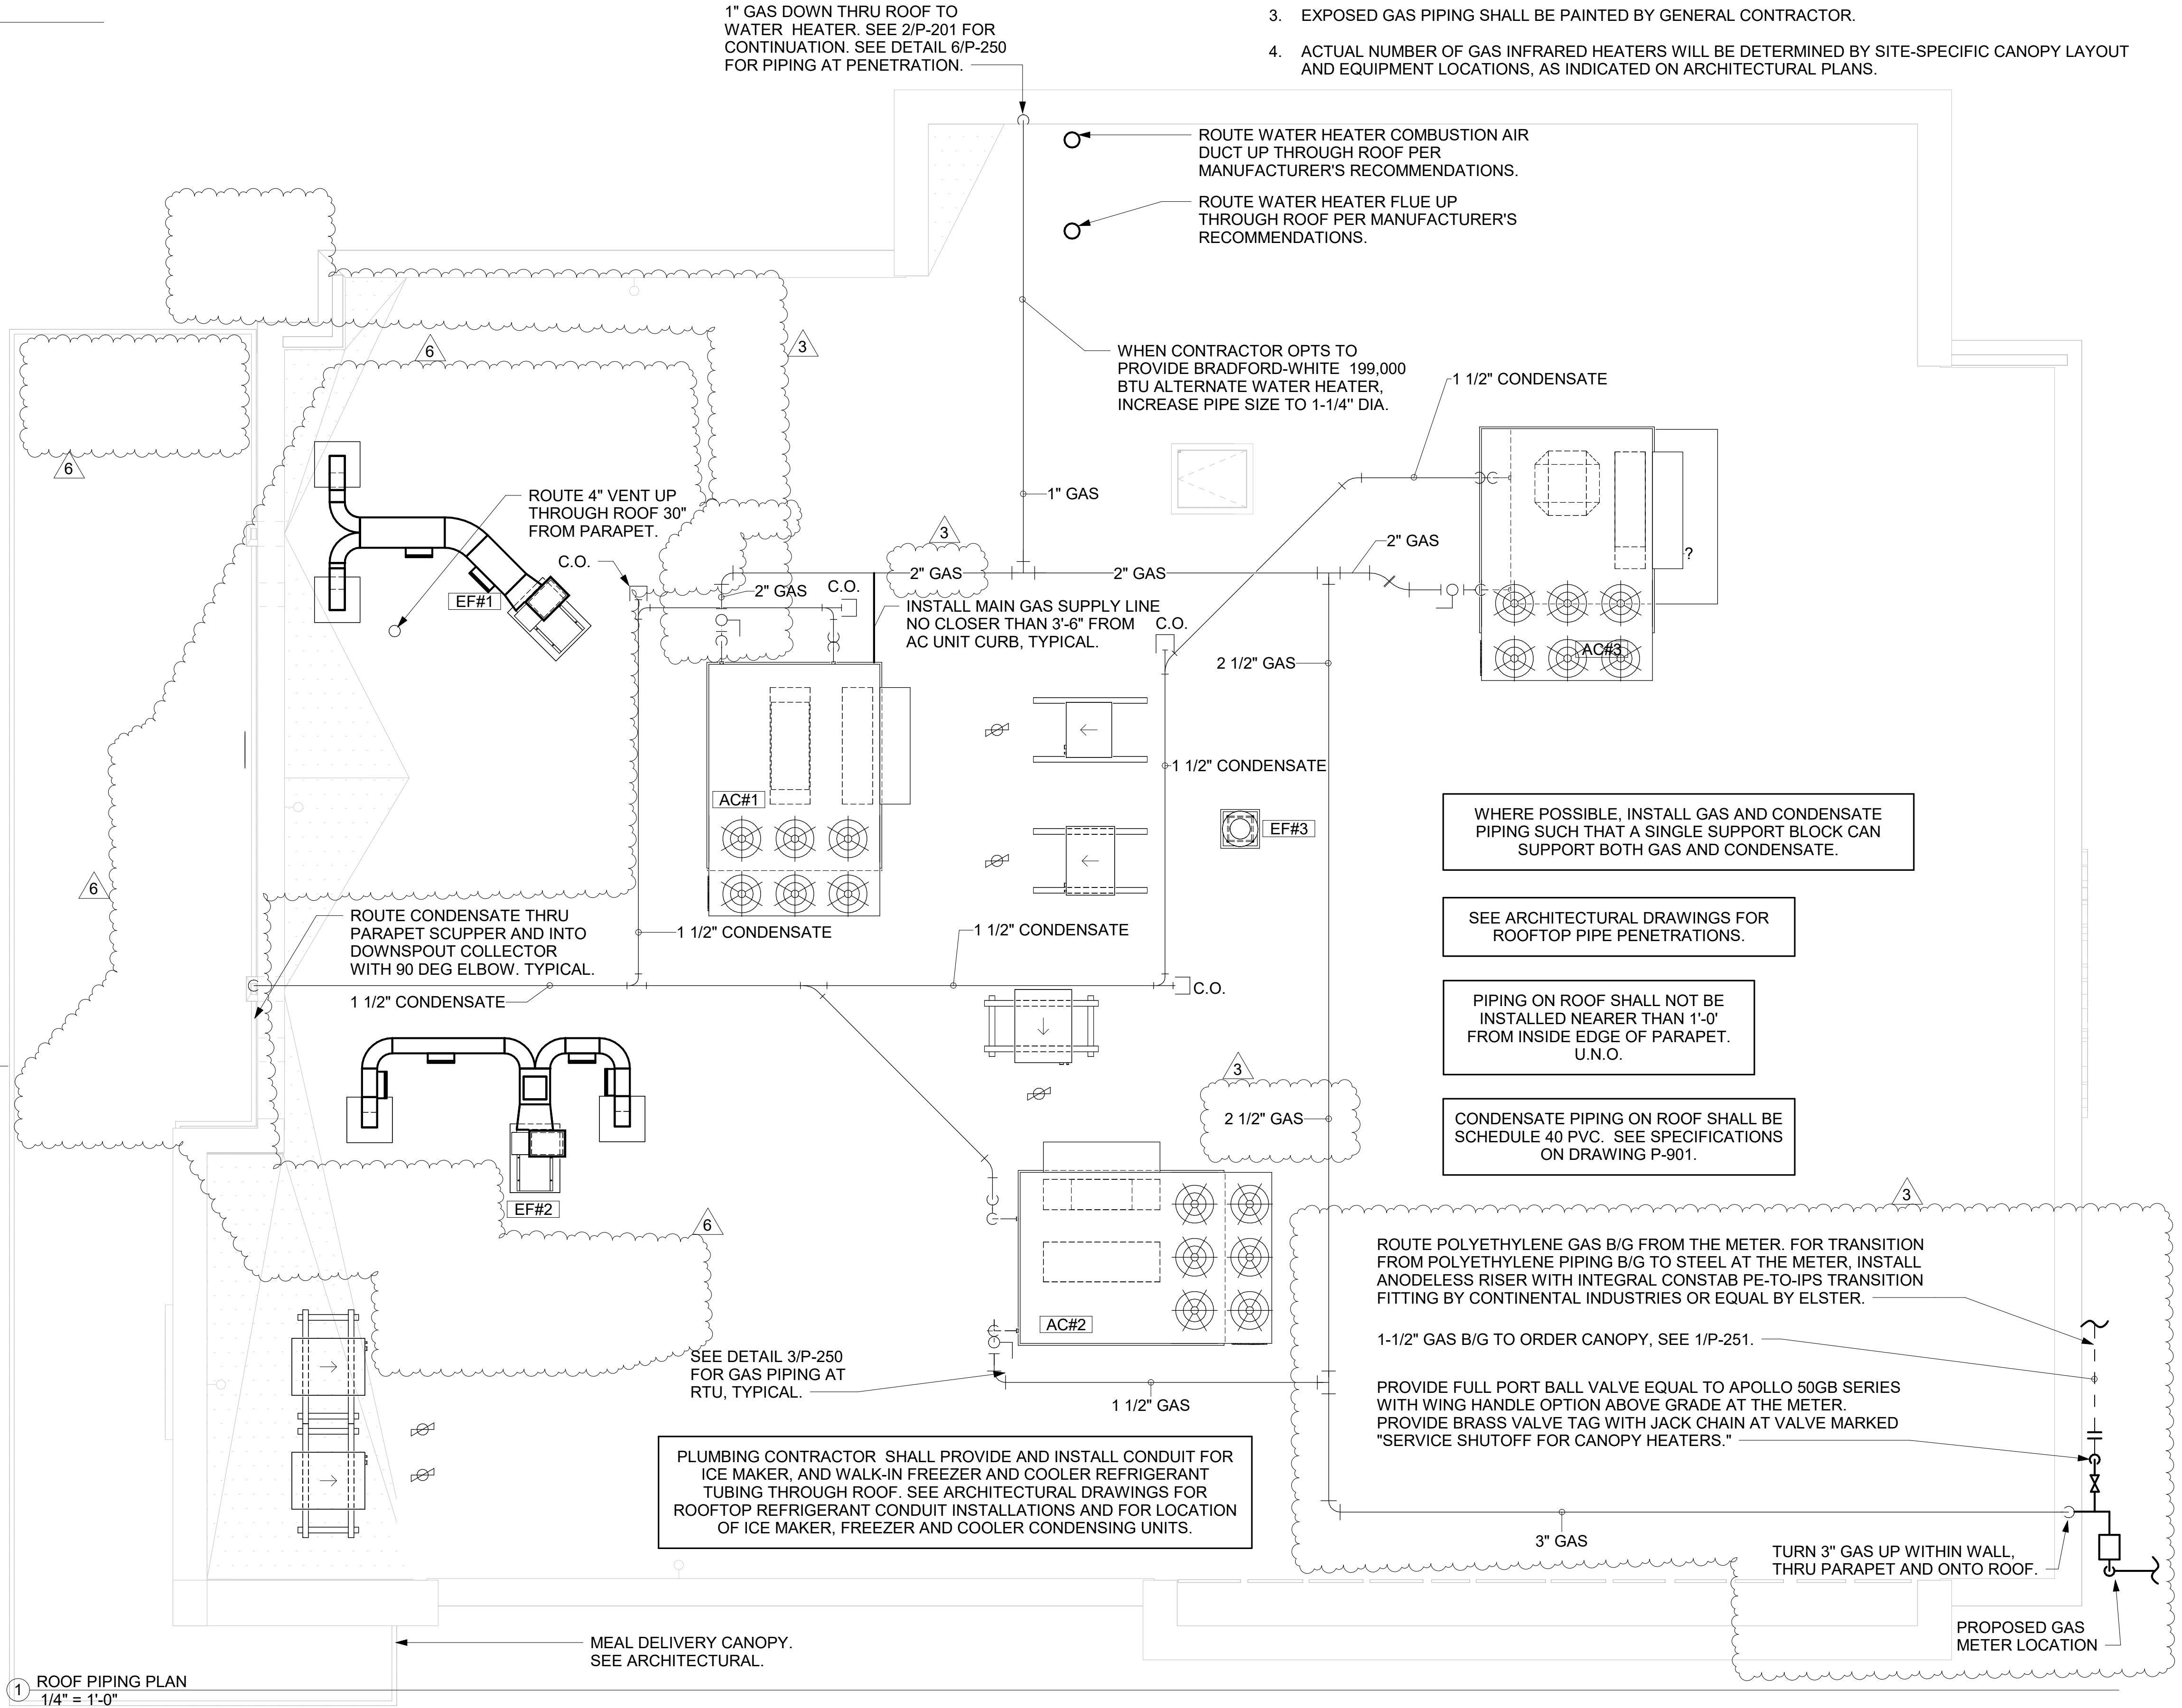 1" GAS DOWN THRU ROOF TO
WATER HEATER. SEE 2/P-201 FOR
CONTINUATION. SEE DETAIL 6/P-250
FOR PIPING AT PENETRATION.
3. EXPOSED GAS PIPING SHALL BE PAINTED BY GENERAL CONTRACTOR.
4. ACTUAL NUMBER OF GAS INFRARED HEATERS WILL BE DETERMINED BY SITE-SPECIFIC CANOPY LAYOUT
AND EQUIPMENT LOCATIONS, AS INDICATED ON ARCHITECTURAL PLANS.
ROUTE WATER HEATER COMBUSTION AIR
DUCT UP THROUGH ROOF PER
MANUFACTURER'S RECOMMENDATIONS.
ROUTE WATER HEATER FLUE UP
THROUGH ROOF PER MANUFACTURER'S
RECOMMENDATIONS.
3
6
6
WHEN CONTRACTOR OPTS TO
PROVIDE BRADFORD-WHITE 199,000
BTU ALTERNATE WATER HEATER,
INCREASE PIPE SIZE TO 1-1/4" DIA.
1 1/2" CONDENSATE
ROUTE 4" VENT UP
THROUGH ROOF 30"
FROM PARAPET.
1" GAS
3
2" GAS
?
C.O.
2" GAS
2" GAS
2" GAS
C.O.
EF#1
INSTALL MAIN GAS SUPPLY LINE
NO CLOSER THAN 3'-6" FROM
AC UNIT CURB, TYPICAL.
C.O.
2 1/2" GAS
AC#3
1 1/2" CONDENSATE
AC#1
EF#3
WHERE POSSIBLE, INSTALL GAS AND CONDENSATE
PIPING SUCH THAT A SINGLE SUPPORT BLOCK CAN
SUPPORT BOTH GAS AND CONDENSATE.
6
ROUTE CONDENSATE THRU
PARAPET SCUPPER AND INTO
DOWNSPOUT COLLECTOR
WITH 90 DEG ELBOW. TYPICAL.
1 1/2" CONDENSATE
1 1/2" CONDENSATE
SEE ARCHITECTURAL DRAWINGS FOR
ROOFTOP PIPE PENETRATIONS.
1 1/2" CONDENSATE
C.O.
PIPING ON ROOF SHALL NOT BE
INSTALLED NEARER THAN 1'-0'
FROM INSIDE EDGE OF PARAPET.
U.N.O.
3
2 1/2" GAS
CONDENSATE PIPING ON ROOF SHALL BE
SCHEDULE 40 PVC. SEE SPECIFICATIONS
ON DRAWING P-901.
EF#2
6
3
ROUTE POLYETHYLENE GAS B/G FROM THE METER. FOR TRANSITION
FROM POLYETHYLENE PIPING B/G TO STEEL AT THE METER, INSTALL
ANODELESS RISER WITH INTEGRAL CONSTAB PE-TO-IPS TRANSITION
FITTING BY CONTINENTAL INDUSTRIES OR EQUAL BY ELSTER.
AC#2
1-1/2" GAS B/G TO ORDER CANOPY, SEE 1/P-251.
SEE DETAIL 3/P-250
FOR GAS PIPING AT
RTU, TYPICAL.
1 1/2" GAS
PROVIDE FULL PORT BALL VALVE EQUAL TO APOLLO 50GB SERIES
WITH WING HANDLE OPTION ABOVE GRADE AT THE METER.
PROVIDE BRASS VALVE TAG WITH JACK CHAIN AT VALVE MARKED
"SERVICE SHUTOFF FOR CANOPY HEATERS."
PLUMBING CONTRACTOR SHALL PROVIDE AND INSTALL CONDUIT FOR
ICE MAKER, AND WALK-IN FREEZER AND COOLER REFRIGERANT
TUBING THROUGH ROOF. SEE ARCHITECTURAL DRAWINGS FOR
ROOFTOP REFRIGERANT CONDUIT INSTALLATIONS AND FOR LOCATION
OF ICE MAKER, FREEZER AND COOLER CONDENSING UNITS.
3" GAS
TURN 3" GAS UP WITHIN WALL,
THRU PARAPET AND ONTO ROOF.
PROPOSED GAS
METER LOCATION
MEAL DELIVERY CANOPY.
SEE ARCHITECTURAL.
1 ROOF PIPING PLAN
1/4" = 1'-0"